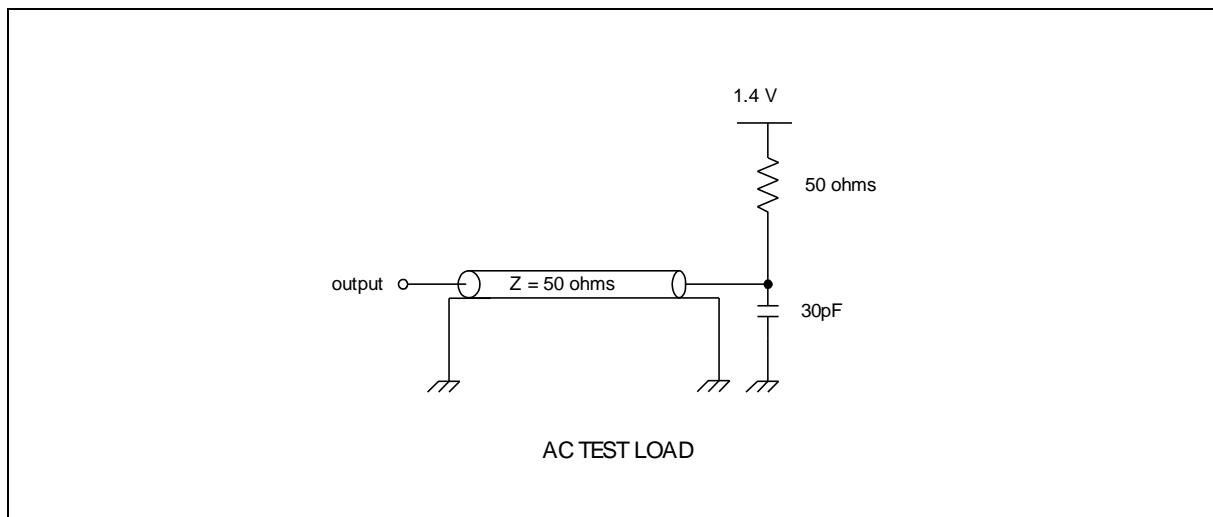 1.4 V
50 ohms
output
Z = 50 ohms
30pF
AC TEST LOAD